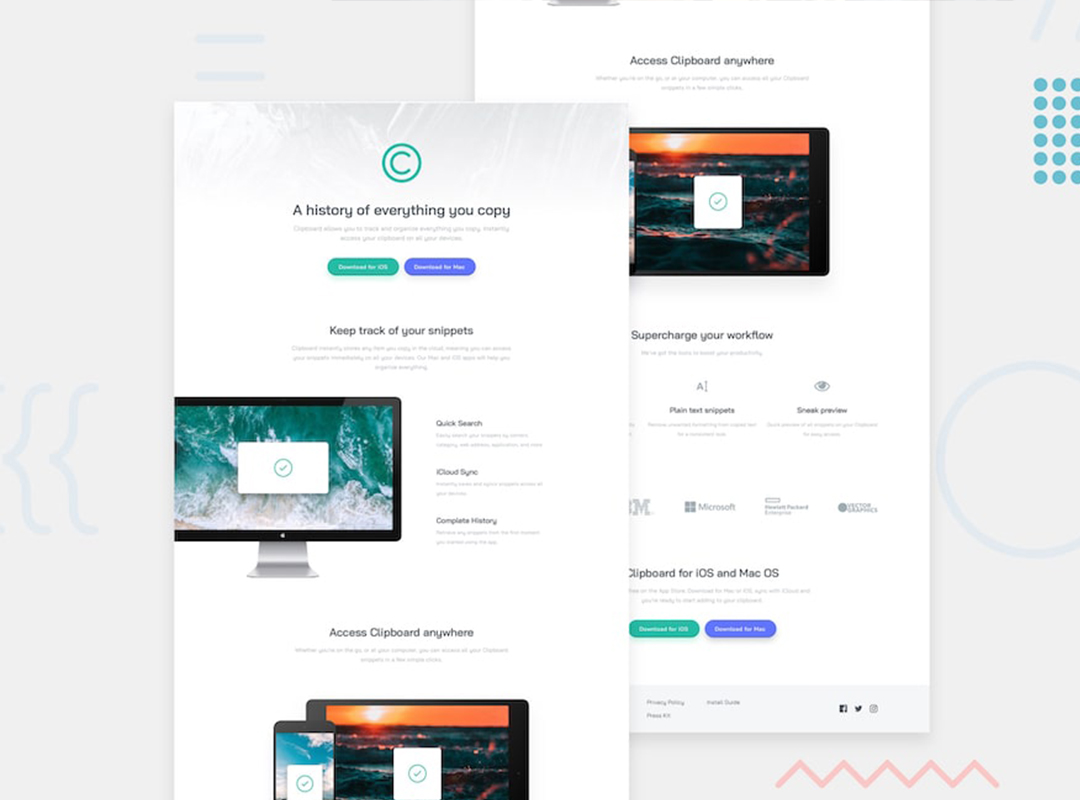 A history of everything you copy
Clipboard allows you to track and organize everything you copy. Instantly
access your clipboard on all your devices.
Download for iOS
Download for Mac
Keep track of your snippets
Clipboard instantly stores any item you copy in the cloud, meaning you can access
your snippets immediately on all your devices. Our Mac and iOS apps will help you
organize everything.
Quick Search
Easily search your snippets by content,
category, web address, application, and more.
iCloud Sync
Instantly saves and syncs snippets across all
your devices.
Complete History
Retrieve any snippets from the first moment
you started using the app.
Access Clipboard anywhere
Whether you're on the go, or at your computer, you can access all your Clipboard
snippets in a few simple clicks.
Access Clipboard anywhere
Whether you're on the go, or at your computer, you can access all your Clipboard
snippets in a few simple clicks.
Supercharge your workflow
We've got the tools to boost your productivity.
Plain text snippets
Remove unwanted formatting from copied text
for a consistent look.
Sneak preview
Quick preview of all snippets on your Clipboard
for easy access.
Microsoft
Hewlett Packard
Enterprise
VECTOR
GRAPHICS
Clipboard for iOS and Mac OS
free on the App Store. Download for Mac or iOS, sync with iCloud and
you're ready to start adding to your clipboard.
Download for iOS
Download for Mac
Privacy Policy
Install Guide
Press Kit